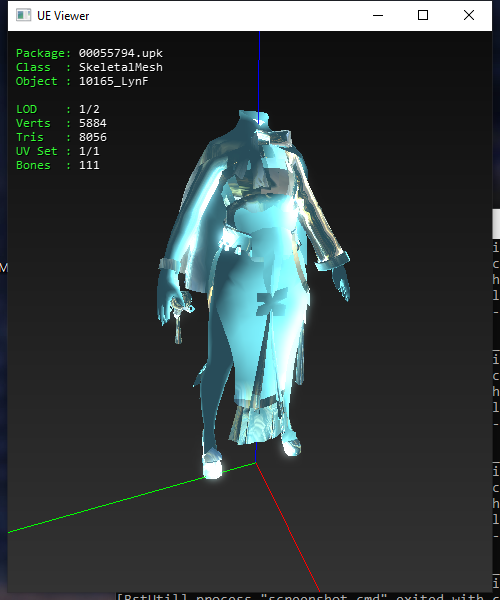 UE Viewer
Package: 00055794.upk
Class : SkeletalMesh
Object : 10165_LynF
LOD : 1/2
Verts : 5884
Tris : 8056
UV Set : 1/1
Bones : 111
M
i
c
h
l
-
i
c
h
l
-
i
c
h
l
-
i
[BstUtil] process "screenshot.cmd" exited with c